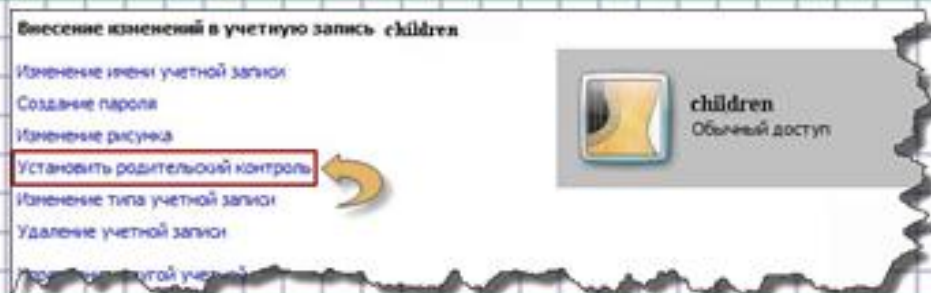 Внесение изменений в учетную запись children
Изменение имени учетной записи
Создание пароля
Изменение рисунка
Установить родительский контроль
Изменение типа учетной записи
Удаление учетной записи
children
Обычный доступ